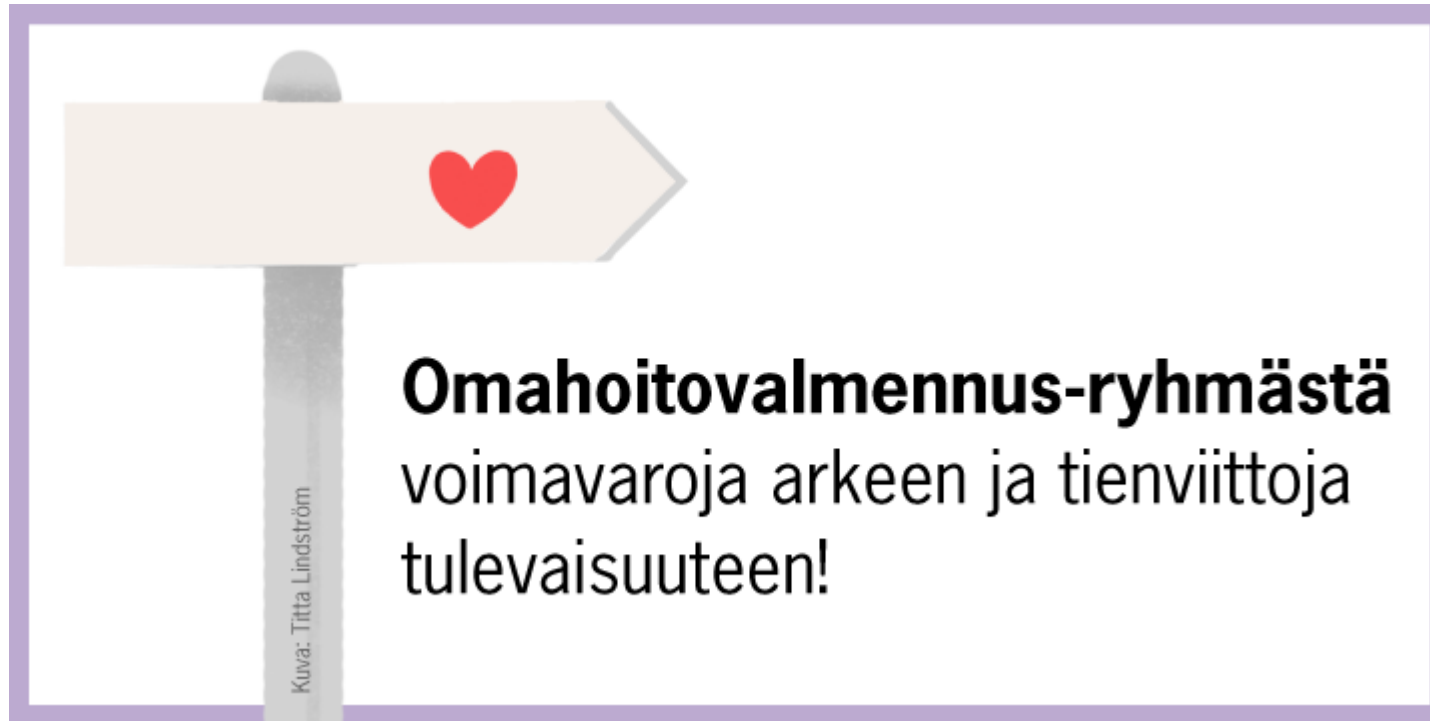 Omahoitovalmennus-ryhmästä
voimavaroja arkeen ja tienviittoja
tulevaisuuteen!
Kuva: Titta Lindström